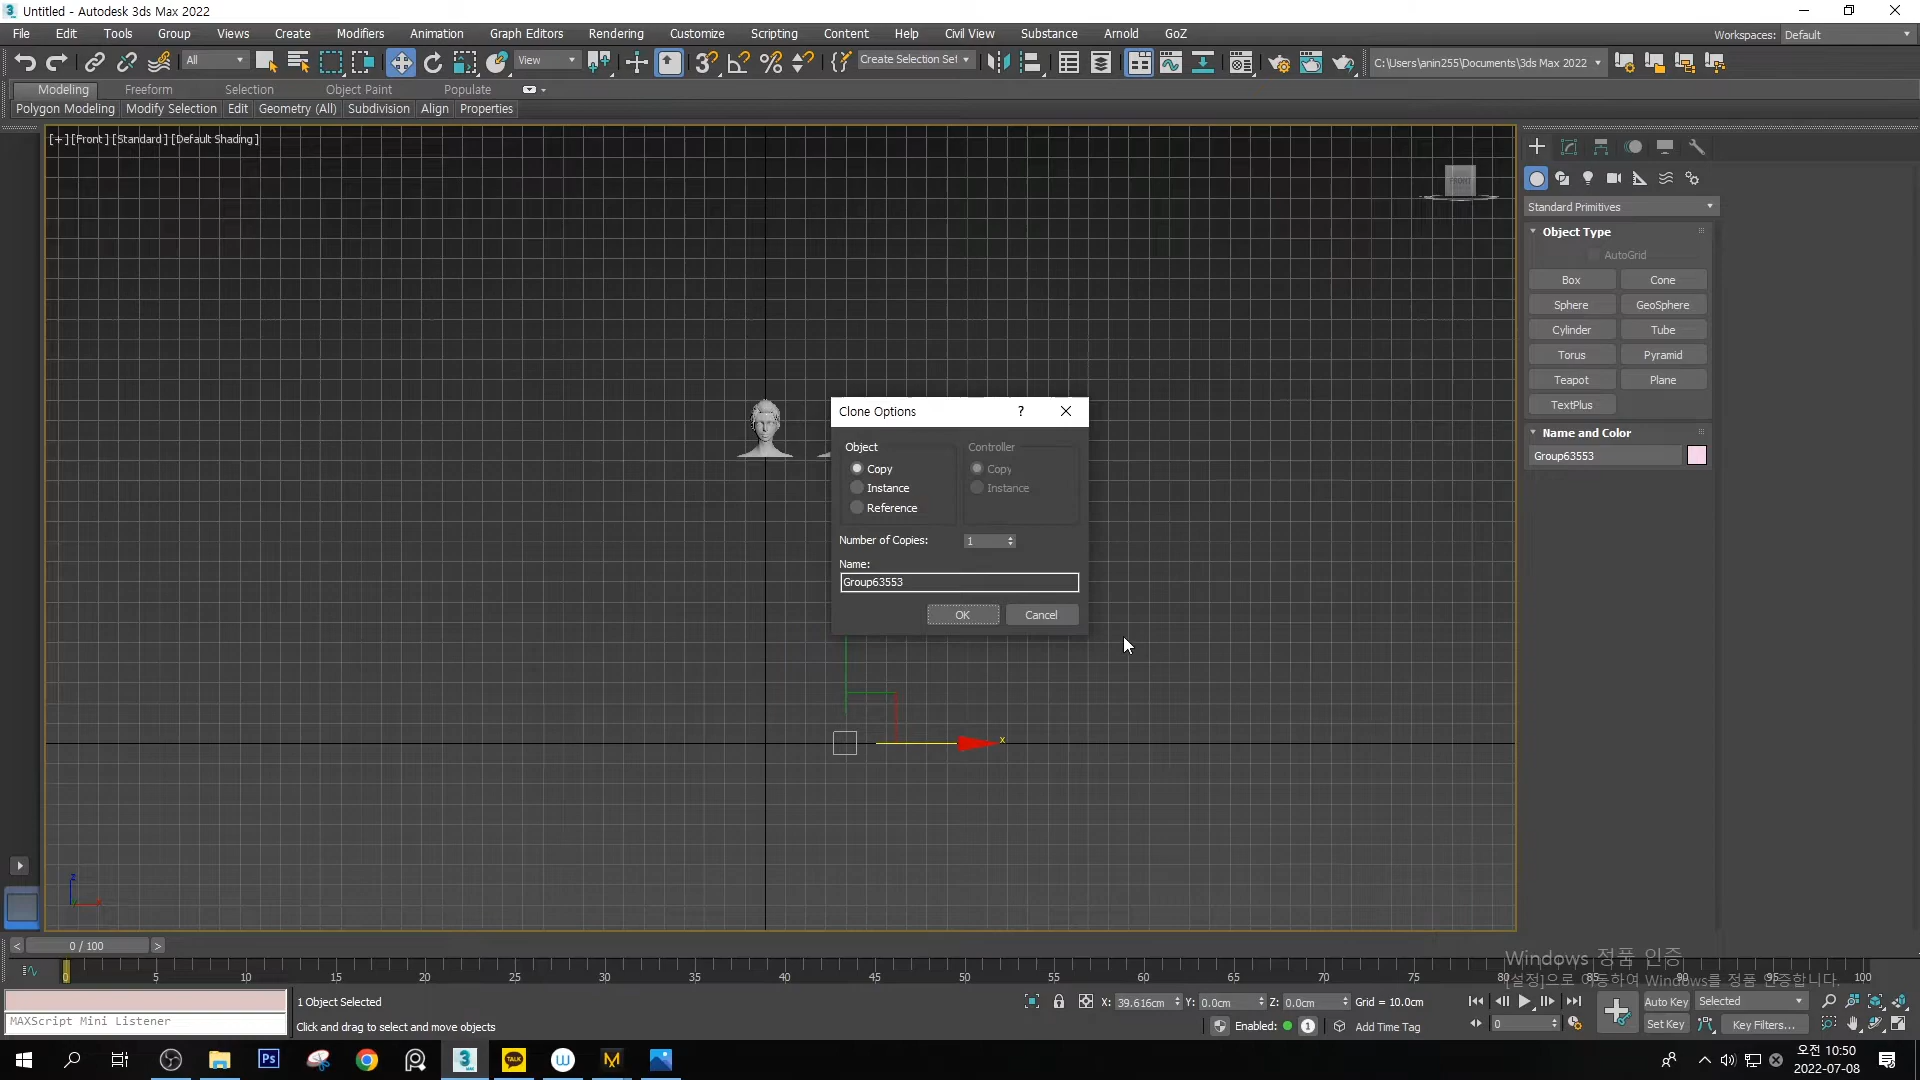 Untitled - Autodesk 3ds Max 2022
File Edit Tools Group Views Create Modifiers Animation Graph Editors Rendering Customize Scripting Content Help Civil View Substance Arnold GoZ
Workspaces: Default
All View Create Selection Set C:\Users\anin255\Documents\3ds Max 2022
Modeling Freeform Selection Object Paint Populate
Polygon Modeling Modify Selection Edit Geometry (All) Subdivision Align Properties
[+] [Front] [Standard] [Default Shading]
FRONT
Standard Primitives
Object Type
AutoGrid
Box Cone
Sphere GeoSphere
Cylinder Tube
Torus Pyramid
Teapot Plane
TextPlus
Name and Color
Group63553
Clone Options ?
Object Controller
Copy Copy
Instance Instance
Reference
Number of Copies: 1
Name:
Group63553
OK Cancel
x
z
x
< 0 / 100 >
Windows 정품 인증
[설정]으로 이동하여 Windows를 정품 인증합니다.
0 5 10 15 20 25 30 35 40 45 50 55 60 65 70 75 80 85 90 95 100
1 Object Selected
X: 39.616cm Y: 0.0cm Z: 0.0cm Grid = 10.0cm
Auto Key Selected
MAXScript Mini Listener
Click and drag to select and move objects
Enabled: 1 Add Time Tag
0
Set Key Key Filters...
Ps
3
MAX
TALK
W
M
오전 10:50
2022-07-08